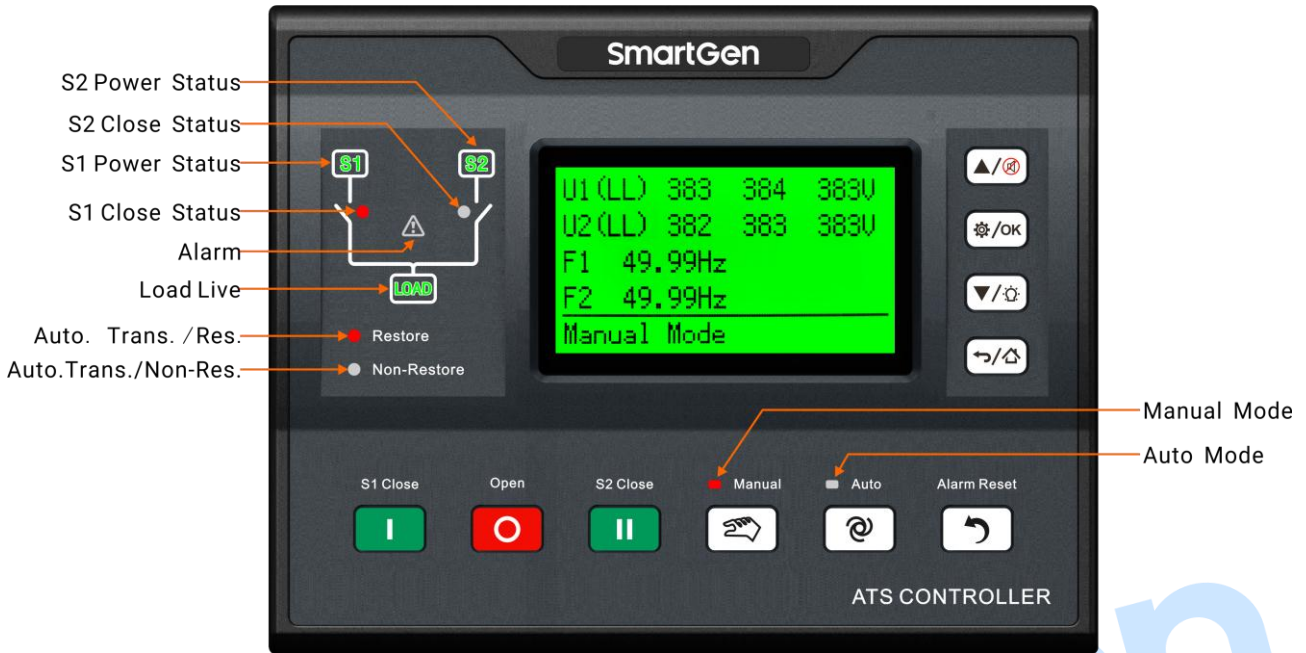 SmartGen
S2 Power Status
S2 Close Status
S1 Power Status
S1 Close Status
Alarm
Load Live
Auto. Trans. /Res.
Auto.Trans./Non-Res.
S1
S2
LOAD
Restore
Non-Restore
U1(LL) 383 384 383V
U2(LL) 382 383 383V
F1 49.99Hz
F2 49.99Hz
Manual Mode
/OK
Manual Mode
Auto Mode
S1 Close
Open
S2 Close
Manual
Auto
Alarm Reset
I
O
II
ATS CONTROLLER